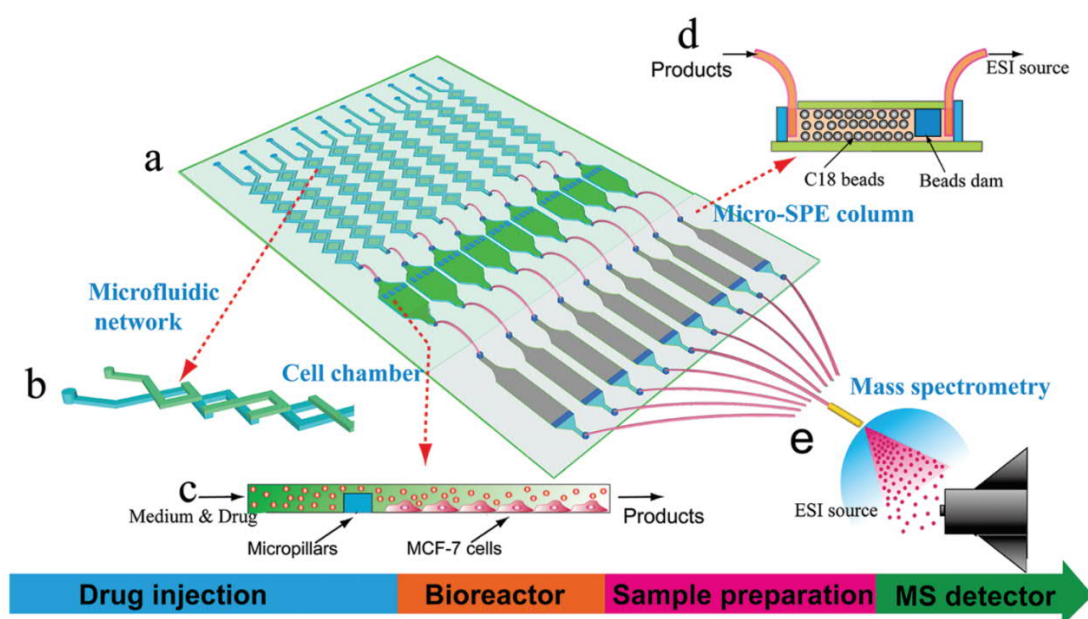 d
Products
ESI source
a
C18 beads
Beads dam
Micro-SPE column
Microfluidic
network
b
Cell chamber
Mass spectrometry
e
c
Medium & Drug
Products
ESI source
Micropillars
MCF-7 cells
Drug injection
Bioreactor
Sample preparation
MS detector